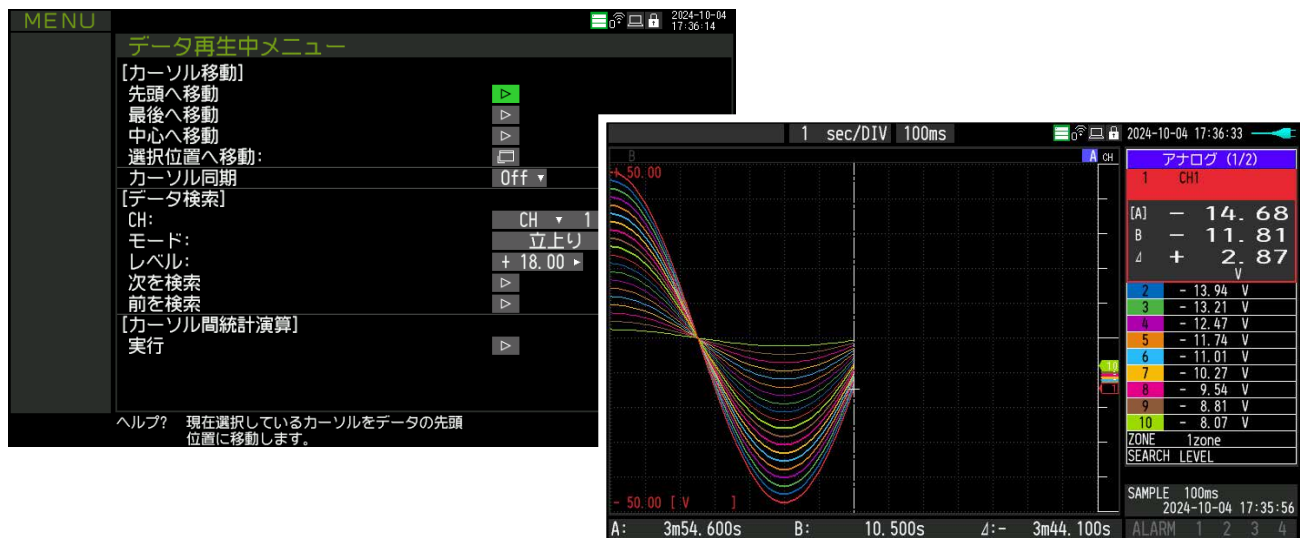 MENU
2024-10-04
17:36:14
データ再生中メニュー
[カーソル移動]
先頭へ移動
最後へ移動
中心へ移動
選択位置へ移動:
カーソル同期 Off
[データ検索]
CH: CH 1
モード: 立上り
レベル: + 18.00
次を検索
前を検索
[カーソル間統計演算]
実行
ヘルプ? 現在選択しているカーソルをデータの先頭
位置に移動します。
1 sec/DIV 100ms 2024-10-04 17:36:33
B A CH
+ 50.00
- 50.00 [ V ]
10
1
アナログ (1/2)
1 CH1
[A] - 14.68
B - 11.81
⊿ + 2.87
V
2 - 13.94 V
3 - 13.21 V
4 - 12.47 V
5 - 11.74 V
6 - 11.01 V
7 - 10.27 V
8 - 9.54 V
9 - 8.81 V
10 - 8.07 V
ZONE 1zone
SEARCH LEVEL
SAMPLE 100ms
2024-10-04 17:35:56
A: 3m54.600s B: 10.500s ⊿:- 3m44.100s ALARM 1 2 3 4